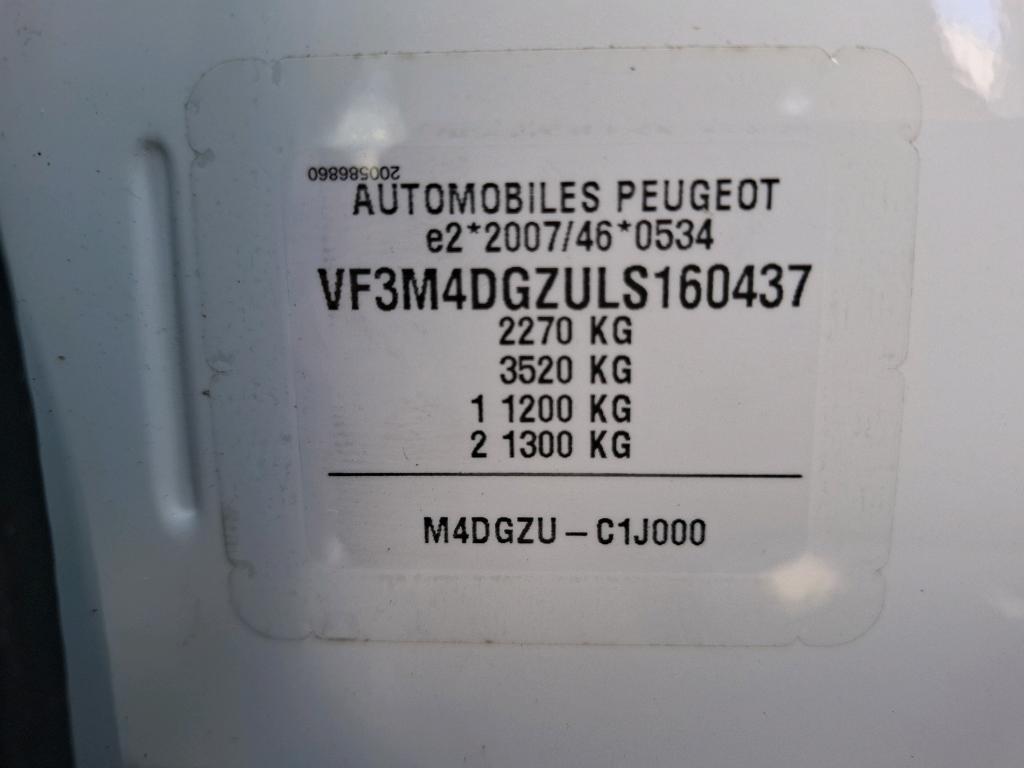 200586860
AUTOMOBILES PEUGEOT
e2*2007/46*0534
VF3M4DGZULS160437
2270 KG
3520 KG
1 1200 KG
2 1300 KG
M4DGZU – C1J000